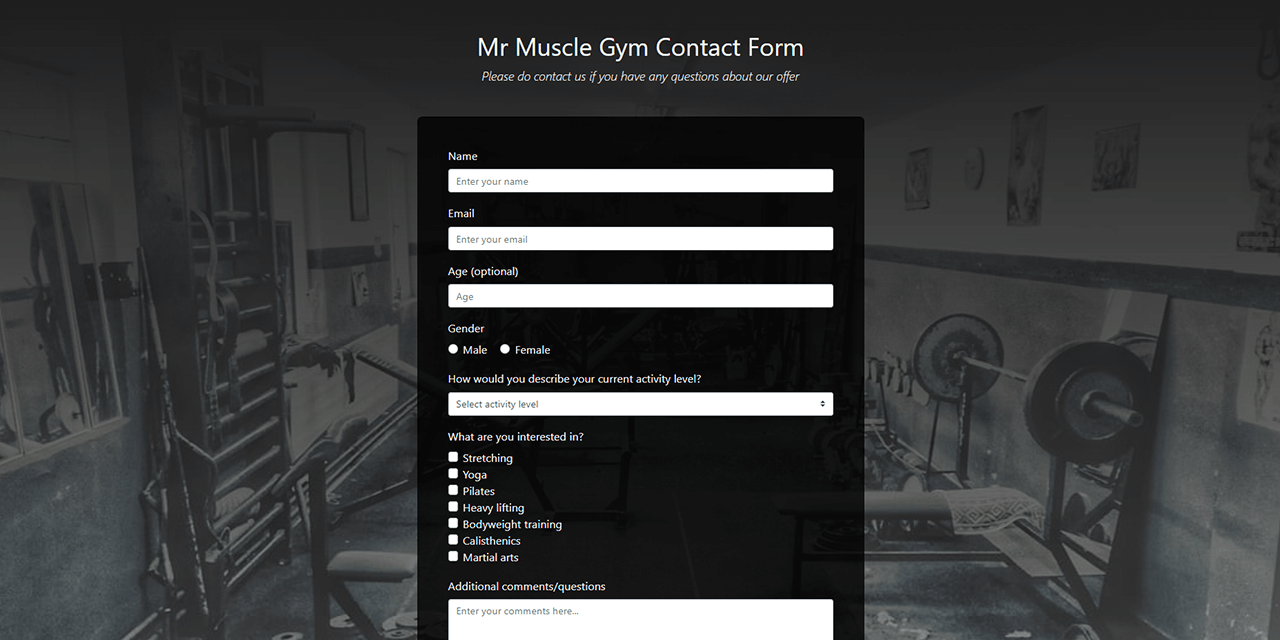 Mr Muscle Gym Contact Form
Please do contact us if you have any questions about our offer
Name
Enter your name
Email
Enter your email
Age (optional)
Age
Gender
Male Female
How would you describe your current activity level?
Select activity level
What are you interested in?
Stretching
Yoga
Pilates
Heavy lifting
Bodyweight training
Calisthenics
Martial arts
Additional comments/questions
Enter your comments here...